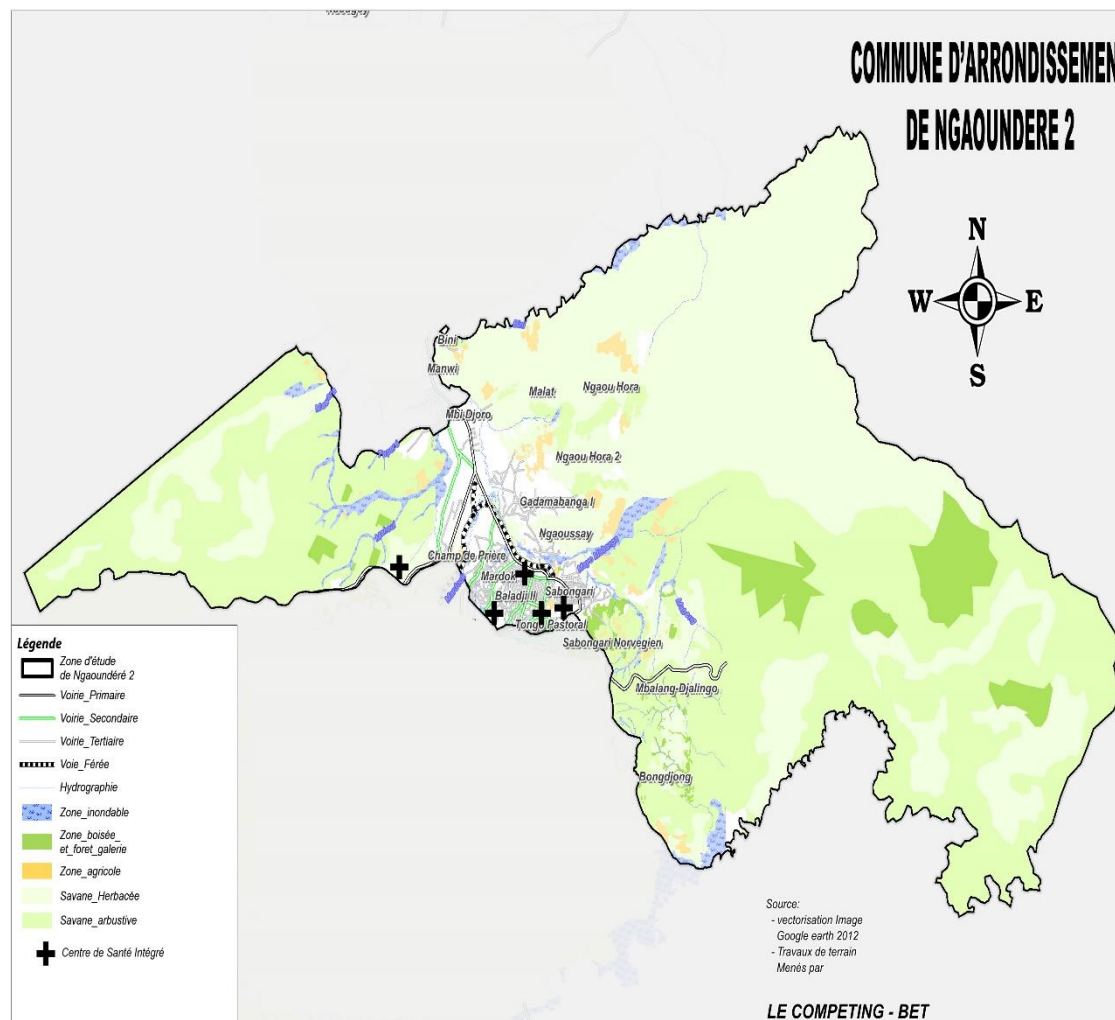 COMMUNE D'ARRONDISSEMEN
DE NGAOUNDERE 2
N
W
E
S
Bini
Manwi
Malat
Ngaou Hora
Mbi Djoro
Ngaou Hora 2
Gadamabanga I
Ngaoussay
Champ de Prière
Mardok
Sabongari
Baladji II
Tongo Pastoral
Sabongari Norvegien
Mbaiang-Djalingo
Bongdjong
Légende
Zone d'étude
de Ngaoundéré 2
Voirie_Primaire
Voirie_Secondaire
Voirie_Tertiaire
Voie_Férée
Hydrographie
Zone_inondable
Zone_boisée_
et_foret_galerie
Zone_agricole
Savane_Herbacée
Savane_arbustive
Centre de Santé Intégré
Source:
- vectorisation Image
Google earth 2012
- Travaux de terrain
Menés par
LE COMPETING - BET